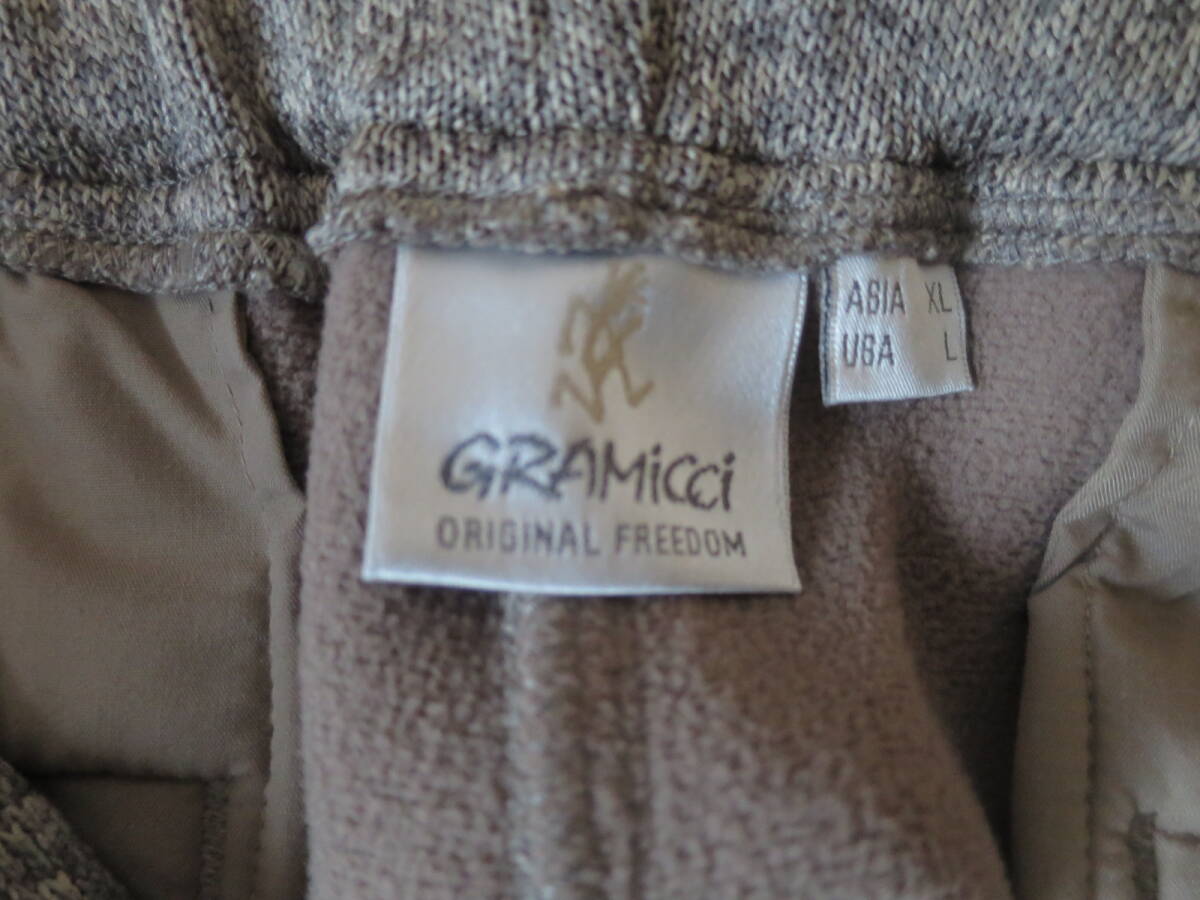 GRAMiCCi
ORIGINAL FREEDOM
ASIA XL
USA L